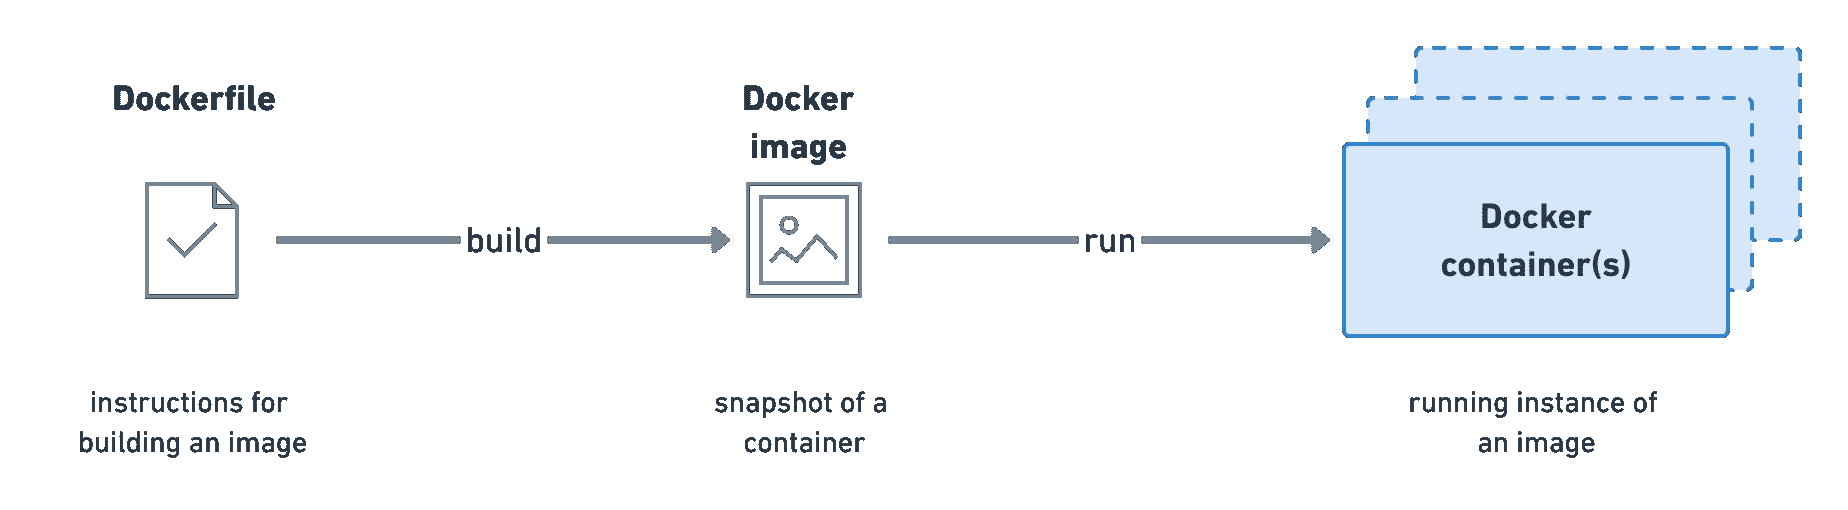 Dockerfile
instructions for
building an image
build
Docker
image
snapshot of a
container
run
Docker
container(s)
running instance of
an image